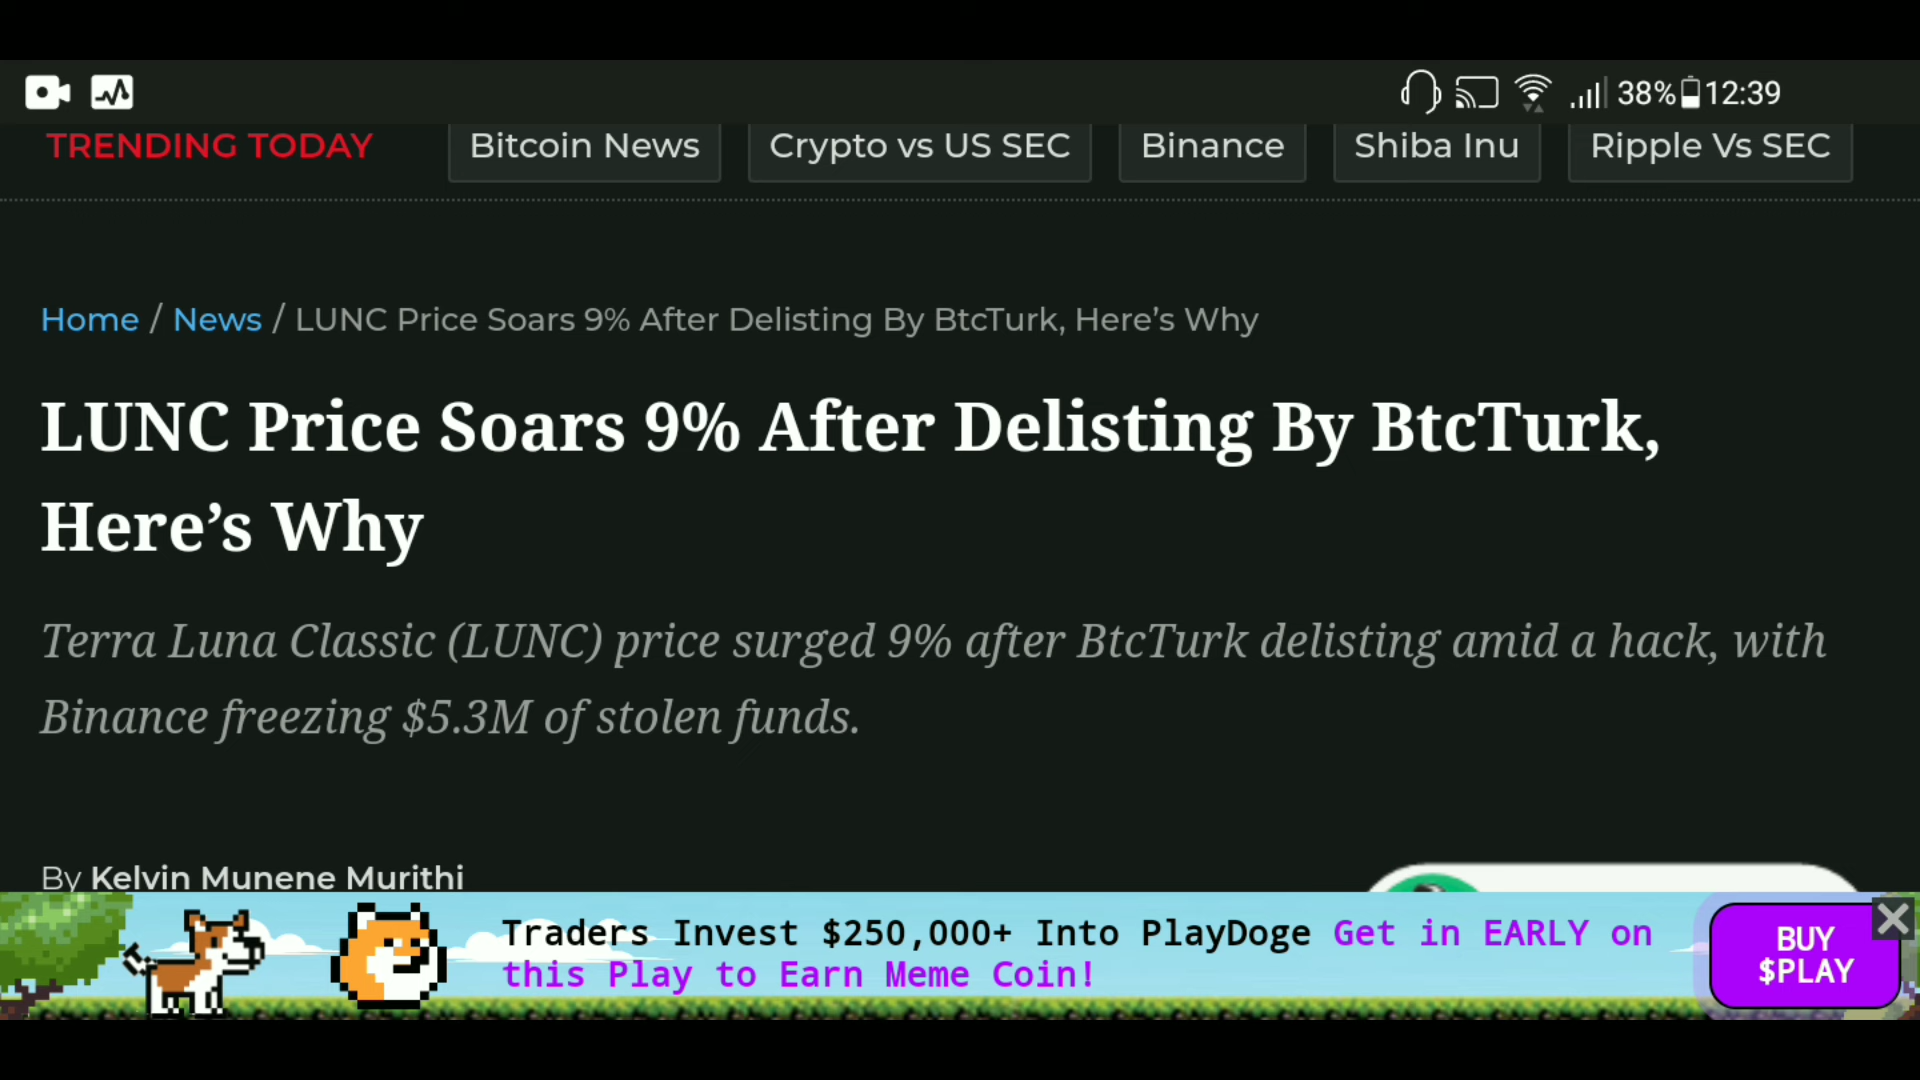 38% 12:39
TRENDING TODAY Bitcoin News Crypto vs US SEC Binance Shiba Inu Ripple Vs SEC
Home / News / LUNC Price Soars 9% After Delisting By BtcTurk, Here’s Why
LUNC Price Soars 9% After Delisting By BtcTurk,
Here’s Why
Terra Luna Classic (LUNC) price surged 9% after BtcTurk delisting amid a hack, with
Binance freezing $5.3M of stolen funds.
By Kelvin Munene Murithi
Traders Invest $250,000+ Into PlayDoge Get in EARLY on
this Play to Earn Meme Coin!
BUY
$PLAY